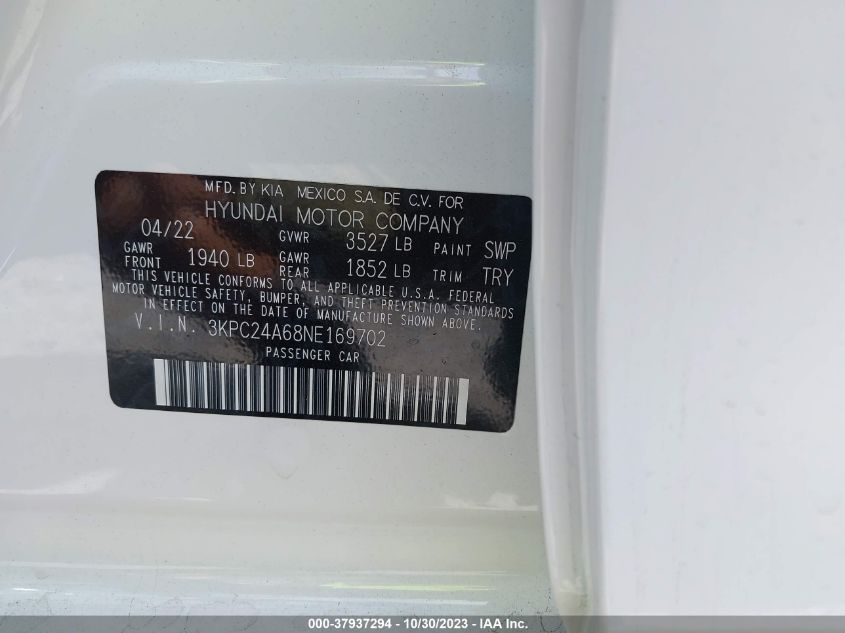 MFD. BY KIA MEXICO S.A. DE C.V. FOR
HYUNDAI MOTOR COMPANY
04/22 GVWR 3527 LB PAINT SWP
GAWR FRONT 1940 LB GAWR REAR 1852 LB TRIM TRY
THIS VEHICLE CONFORMS TO ALL APPLICABLE U.S.A. FEDERAL
MOTOR VEHICLE SAFETY, BUMPER, AND THEFT PREVENTION STANDARDS
IN EFFECT ON THE DATE OF MANUFACTURE SHOWN ABOVE.
V.I.N. 3KPC24A68NE169702
PASSENGER CAR
000-37937294 - 10/30/2023 - IAA Inc.